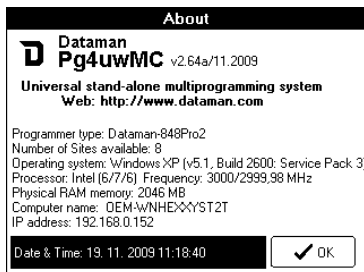 About
Dataman
Pg4uwMC v2.64a/11.2009
Universal stand-alone multiprogramming system
Web: http://www.dataman.com
Programmer type: Dataman-848Pro2
Number of Sites available: 8
Operating system: Windows XP (v5.1, Build 2600: Service Pack 3)
Processor: Intel (6/7/6) Frequency: 3000/2999,98 MHz
Physical RAM memory: 2046 MB
Computer name: OEM-WNHEXXYST2T
IP address: 192.168.0.152
Date & Time: 19. 11. 2009 11:18:40
OK